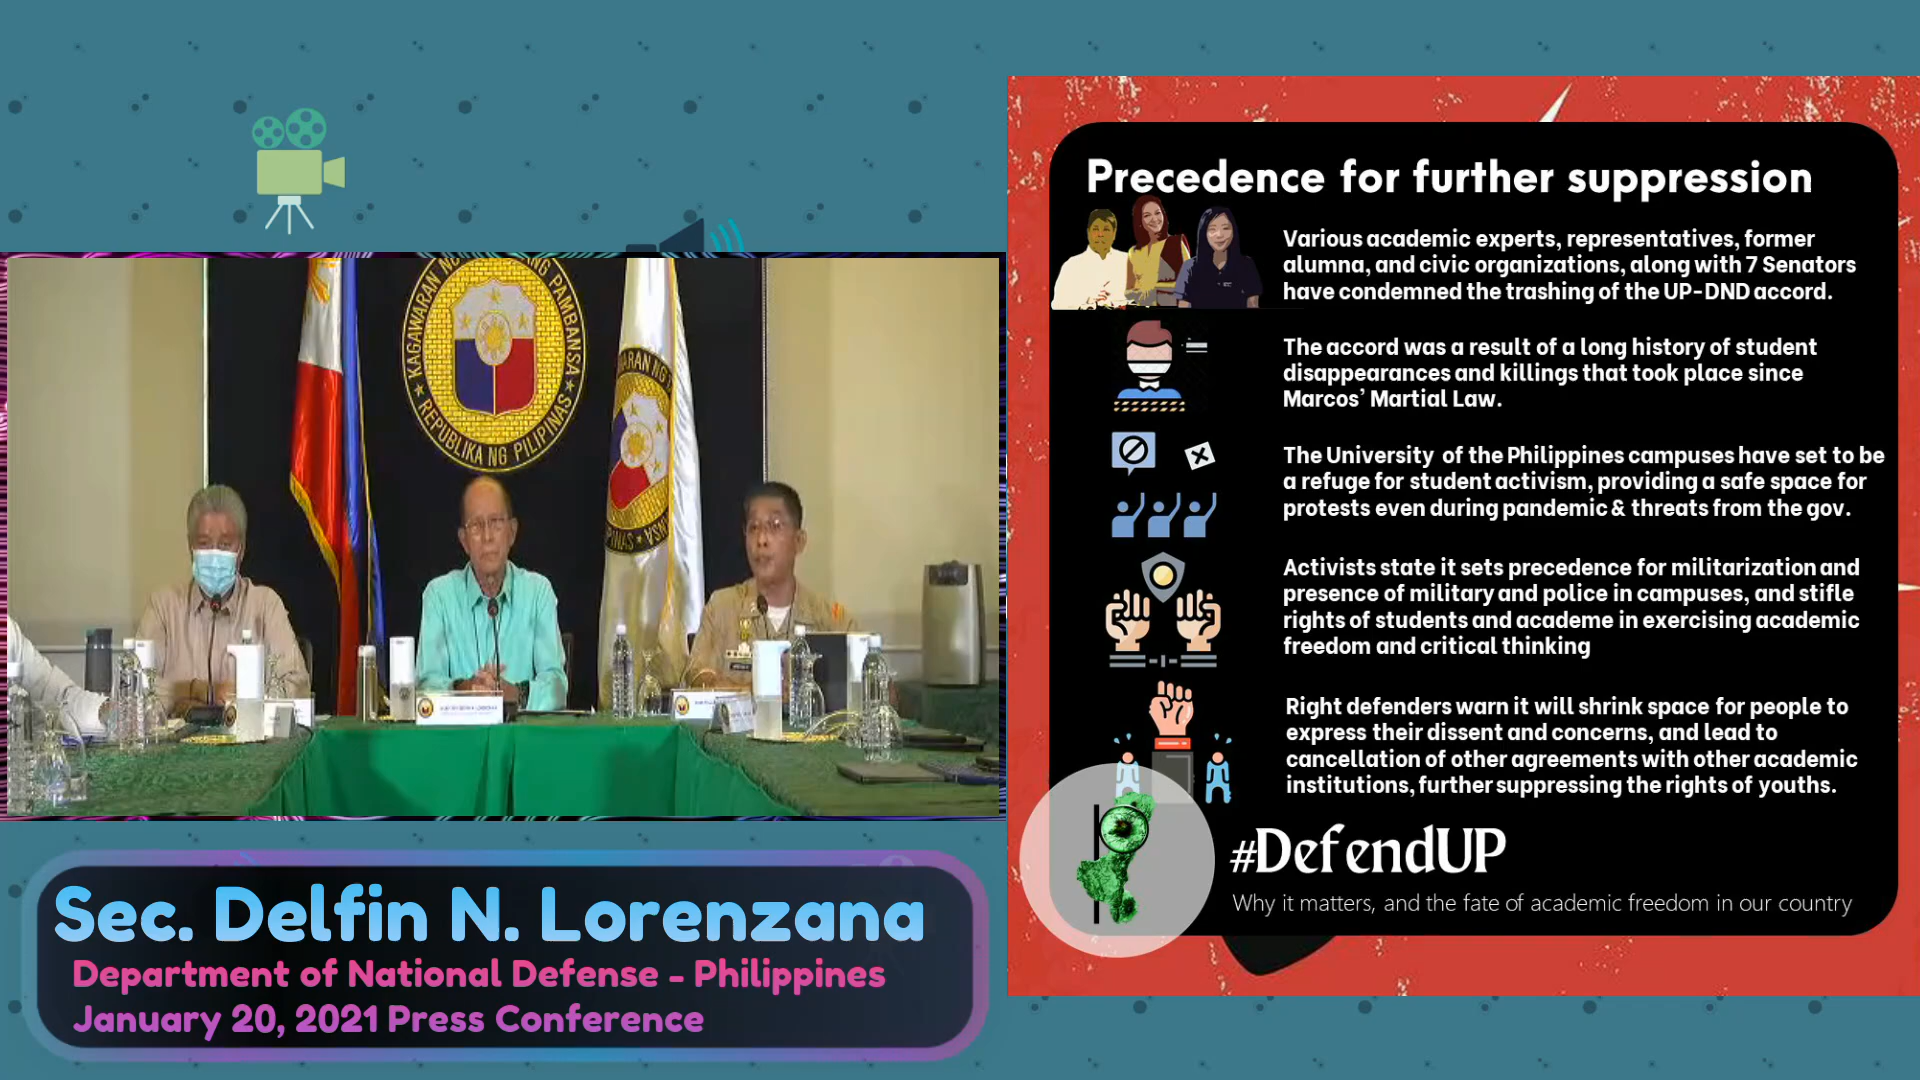 KAGAWARAN NG TANGGULANG PAMBANSA
REPUBLIKA NG PILIPINAS
Sec. Delfin N. Lorenzana
Department of National Defense - Philippines
January 20, 2021 Press Conference
Precedence for further suppression
Various academic experts, representatives, former
alumna, and civic organizations, along with 7 Senators
have condemned the trashing of the UP-DND accord.
The accord was a result of a long history of student
disappearances and killings that took place since
Marcos' Martial Law.
The University of the Philippines campuses have set to be
a refuge for student activism, providing a safe space for
protests even during pandemic & threats from the gov.
Activists state it sets precedence for militarization and
presence of military and police in campuses, and stifle
rights of students and academe in exercising academic
freedom and critical thinking
Right defenders warn it will shrink space for people to
express their dissent and concerns, and lead to
cancellation of other agreements with other academic
institutions, further suppressing the rights of youths.
#DefendUP
Why it matters, and the fate of academic freedom in our country